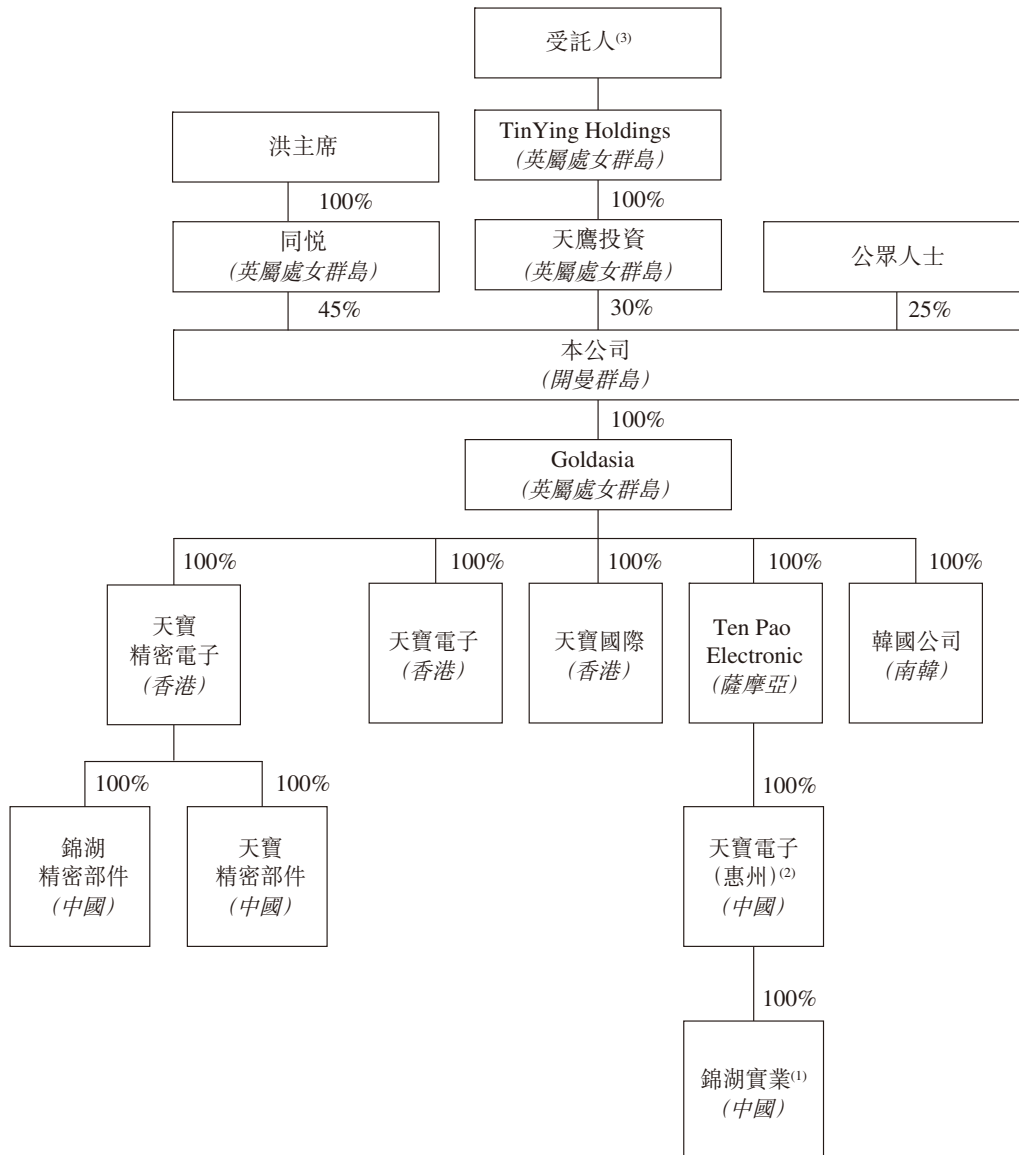 受託人(3)
TinYing Holdings
(英屬處女群島)
洪主席
100%
100%
同悅
(英屬處女群島)
天鷹投資
(英屬處女群島)
公眾人士
45%
30%
25%
本公司
(開曼群島)
100%
Goldasia
(英屬處女群島)
100%
100%
100%
100%
100%
天寶
精密電子
(香港)
天寶電子
(香港)
天寶國際
(香港)
Ten Pao
Electronic
(薩摩亞)
韓國公司
(南韓)
100%
100%
100%
錦湖
精密部件
(中國)
天寶
精密部件
(中國)
天寶電子
(惠州)(2)
(中國)
100%
錦湖實業(1)
(中國)